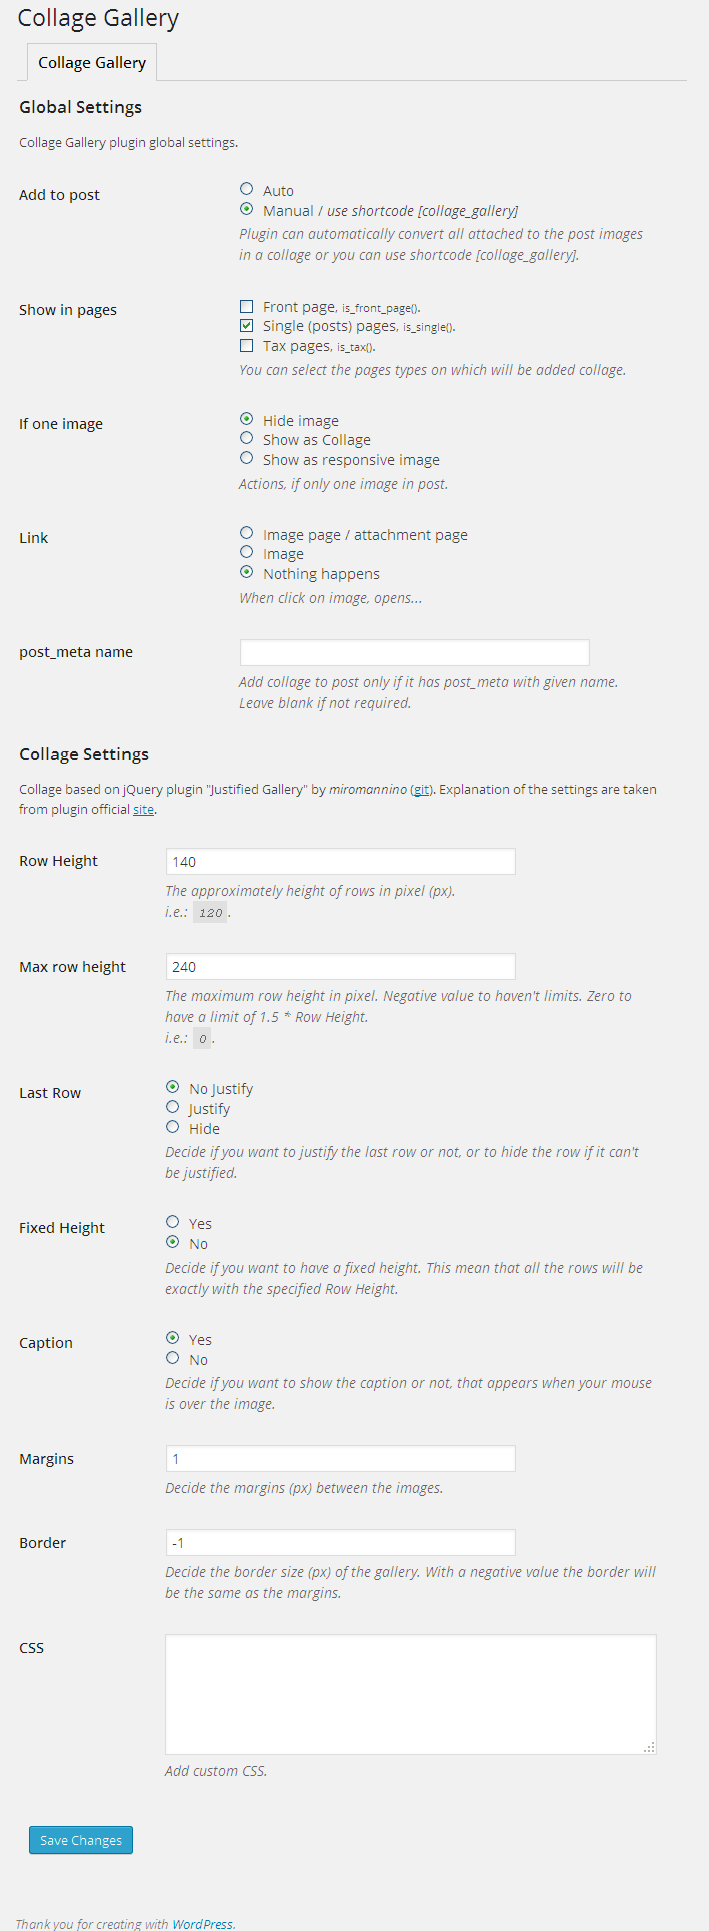 Collage Gallery
Collage Gallery
Global Settings
Collage Gallery plugin global settings.
Add to post
Auto
Manual / use shortcode [collage_gallery]
Plugin can automatically convert all attached to the post images
in a collage or you can use shortcode [collage_gallery].
Show in pages
Front page, is_front_page().
Single (posts) pages, is_single().
Tax pages, is_tax().
You can select the pages types on which will be added collage.
If one image
Hide image
Show as Collage
Show as responsive image
Actions, if only one image in post.
Link
Image page / attachment page
Image
Nothing happens
When click on image, opens...
post_meta name
Add collage to post only if it has post_meta with given name.
Leave blank if not required.
Collage Settings
Collage based on jQuery plugin "Justified Gallery" by miromannino (git). Explanation of the settings are taken
from plugin official site.
Row Height
140
The approximately height of rows in pixel (px).
i.e.: 120.
Max row height
240
The maximum row height in pixel. Negative value to haven't limits. Zero to
have a limit of 1.5 * Row Height.
i.e.: 0.
Last Row
No Justify
Justify
Hide
Decide if you want to justify the last row or not, or to hide the row if it can't
be justified.
Fixed Height
Yes
No
Decide if you want to have a fixed height. This mean that all the rows will be
exactly with the specified Row Height.
Caption
Yes
No
Decide if you want to show the caption or not, that appears when your mouse
is over the image.
Margins
1
Decide the margins (px) between the images.
Border
-1
Decide the border size (px) of the gallery. With a negative value the border will
be the same as the margins.
CSS
Add custom CSS.
Save Changes
Thank you for creating with WordPress.